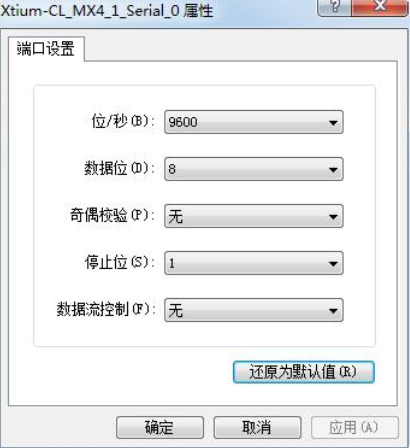 Xtium-CL_MX4_1_Serial_0 属性
端口设置
位/秒(B): 9600
数据位(D): 8
奇偶校验(P): 无
停止位(S): 1
数据流控制(F): 无
还原为默认值(R)
确定 取消 应用(A)